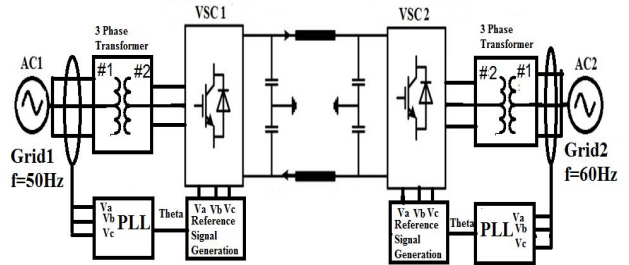 VSC 1
VSC 2
3 Phase
Transformer
3 Phase
Transformer
AC1
#1
#2
#2
#1
AC2
Grid1
f=50Hz
Grid2
f=60Hz
Va
Vb
Vc
PLL
Theta
Va Vb Vc
Reference
Signal
Generation
Va Vb Vc
Reference
Signal
Generation
Theta
PLL
Va
Vb
Vc